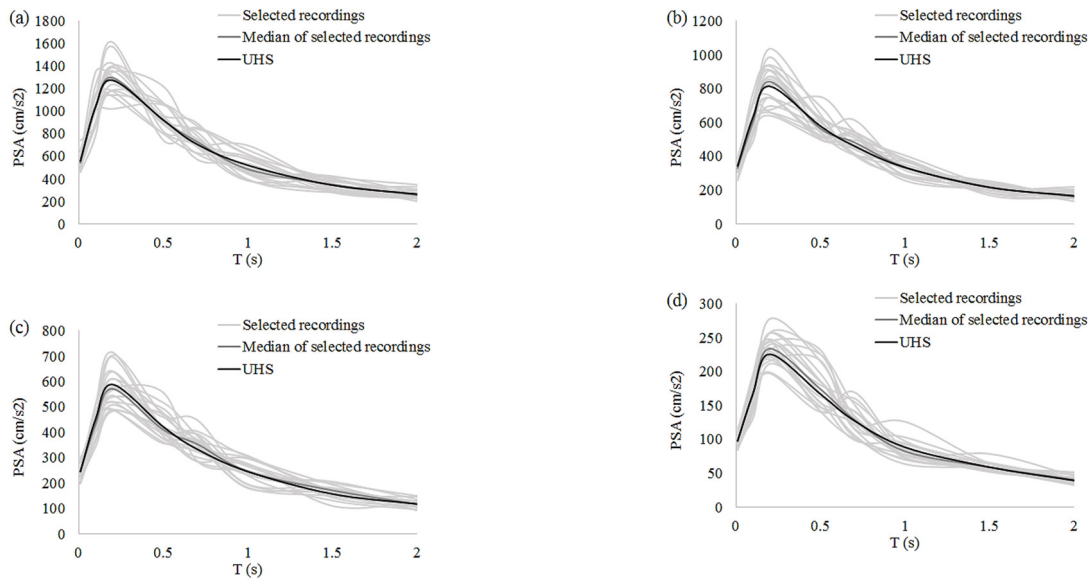 (a)
1800
1600
1400
1200
1000
800
600
400
200
0
PSA (cm/s2)
0 0.5 1 1.5 2
T (s)
Selected recordings
Median of selected recordings
UHS
(b)
1200
1000
800
600
400
200
0
PSA (cm/s2)
0 0.5 1 1.5 2
T (s)
Selected recordings
Median of selected recordings
UHS
(c)
800
700
600
500
400
300
200
100
0
PSA (cm/s2)
0 0.5 1 1.5 2
T (s)
Selected recordings
Median of selected recordings
UHS
(d)
300
250
200
150
100
50
0
PSA (cm/s2)
0 0.5 1 1.5 2
T (s)
Selected recordings
Median of selected recordings
UHS